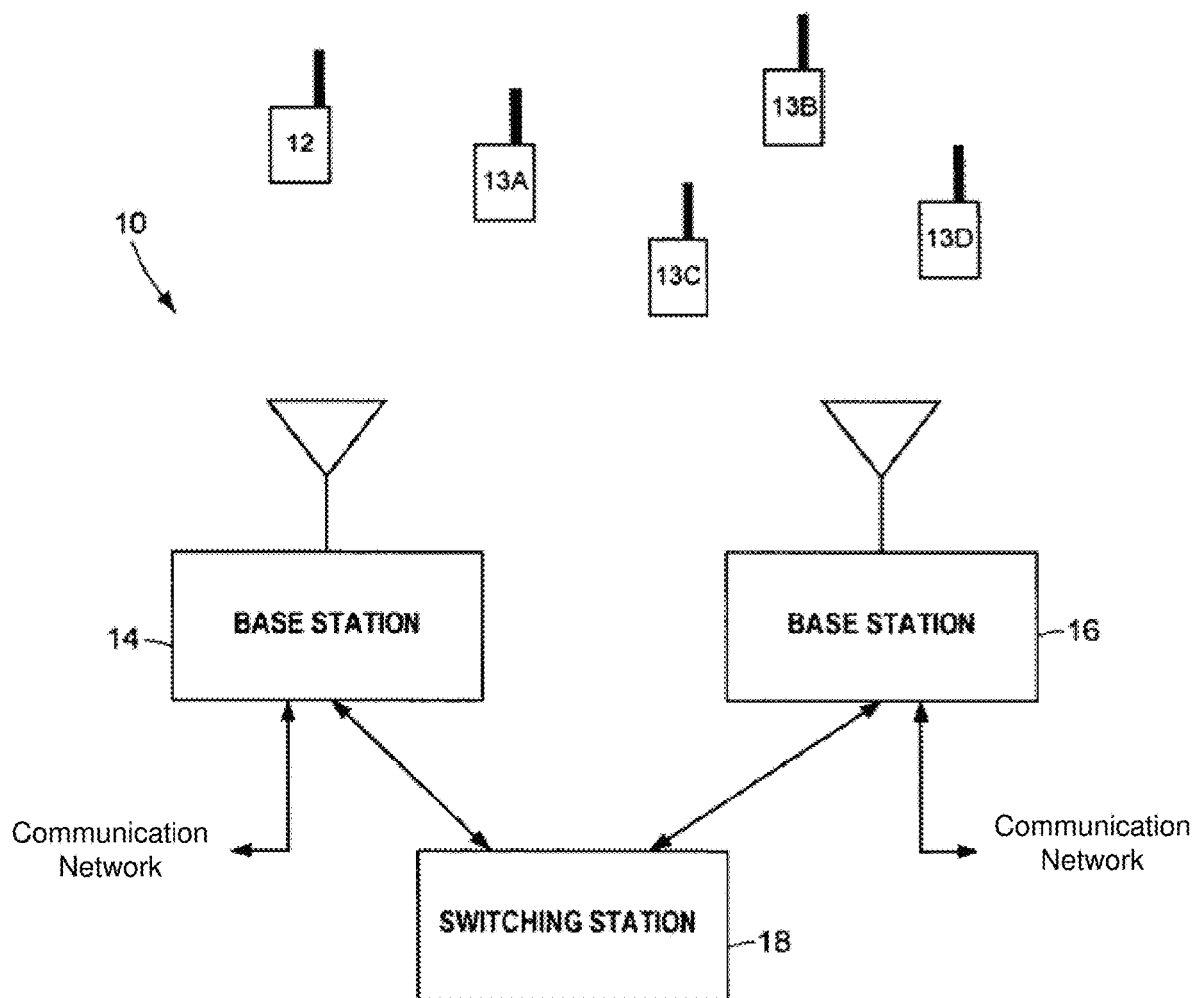 13B
12
13A
10
13D
13C
BASE STATION
BASE STATION
14
16
Communication
Network
Communication
Network
SWITCHING STATION
18